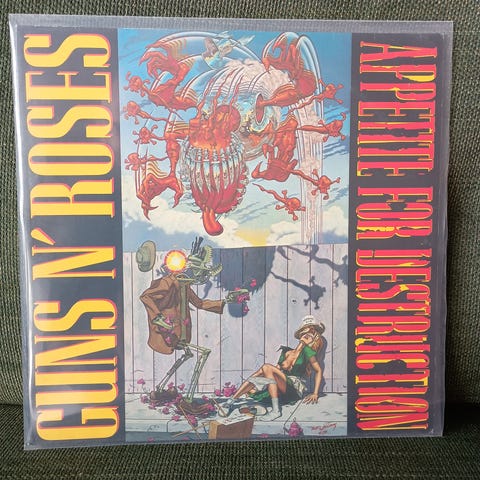 GUNS N' ROSES
APPETITE FOR DESTRUCTION